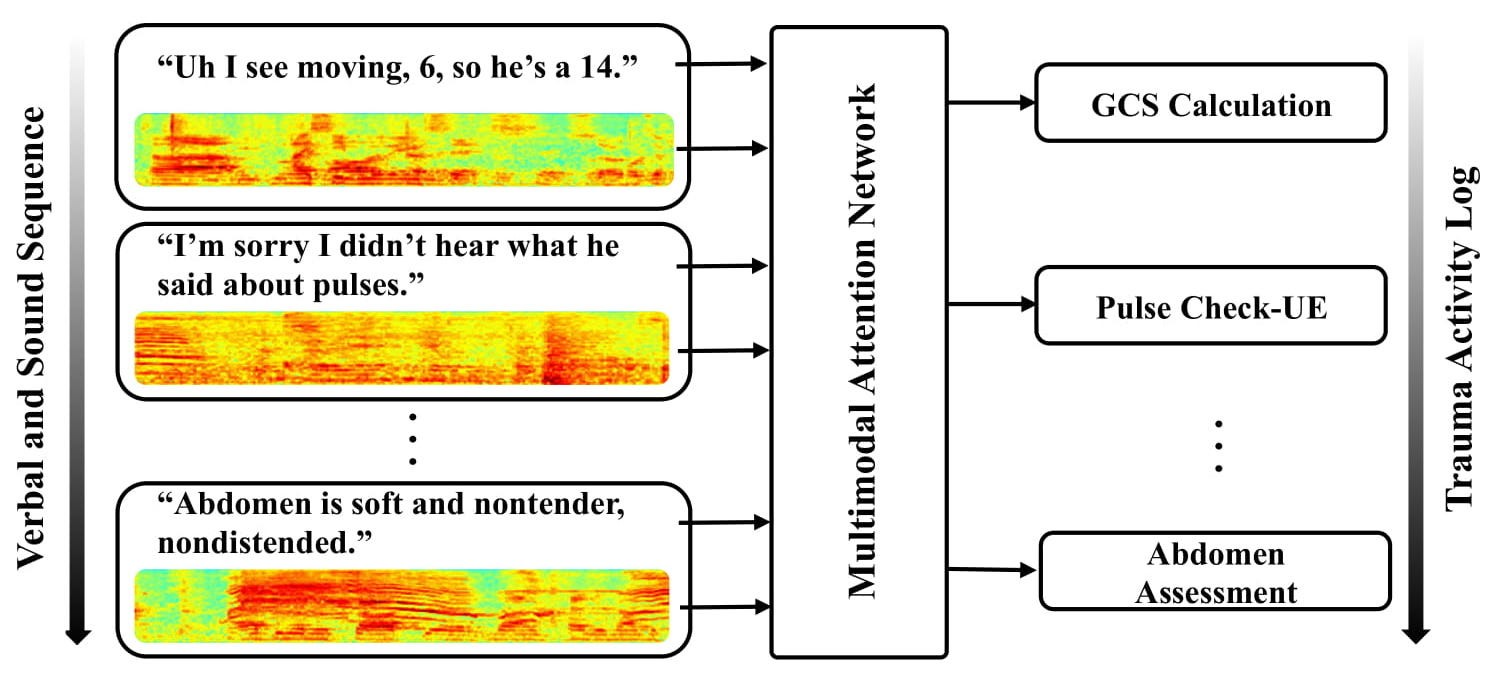 Verbal and Sound Sequence
“Uh I see moving, 6, so he’s a 14.”
“I’m sorry I didn’t hear what he
said about pulses.”
“Abdomen is soft and nontender,
nondistended.”
Multimodal Attention Network
GCS Calculation
Pulse Check-UE
Abdomen
Assessment
Trauma Activity Log